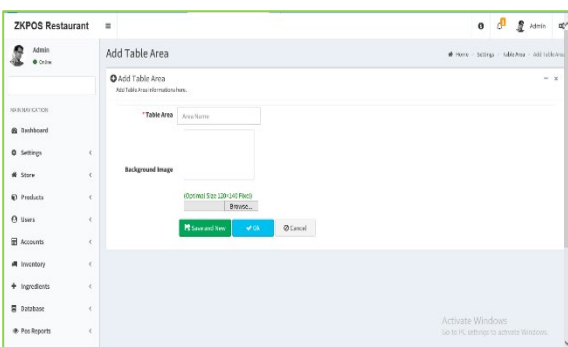 ZKPOS Restaurant
Admin
Admin
Online
Add Table Area
Home
Settings
Table Area
Add Table Area
Add Table Area
Add Table Area informations here.
MAIN NAVIGATION
*Table Area
Area Name
Dashboard
Settings
Background Image
Store
Products
(Optimal Size 120×140 Pixel)
Browse...
Users
Save and New
Ok
Cancel
Accounts
Inventory
Ingredients
Database
Pos Reports
Activate Windows
Go to PC settings to activate Windows.